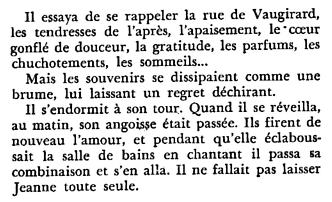 Il essaya de se rappeler la rue de Vaugirard,
les tendresses de l'après, l'apaisement, le cœur
gonflé de douceur, la gratitude, les parfums, les
chuchotements, les sommeils...
Mais les souvenirs se dissipaient comme une
brume, lui laissant un regret déchirant.
Il s'endormit à son tour. Quand il se réveilla,
au matin, son angoisse était passée. Ils firent de
nouveau l'amour, et pendant qu'elle éclabous-
sait la salle de bains en chantant il passa sa
combinaison et s'en alla. Il ne fallait pas laisser
Jeanne toute seule.